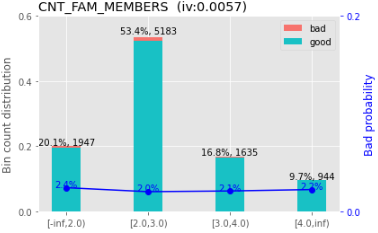 CNT_FAM_MEMBERS (iv:0.0057)
0.6
0.4
0.2
0.0
Bin count distribution
20.1%, 1947
53.4%, 5183
16.8%, 1635
9.7%, 944
2.4%
2.0%
2.1%
2.2%
bad
good
0.2
0.0
Bad probability
[-inf,2.0)
[2.0,3.0)
[3.0,4.0)
[4.0,inf)